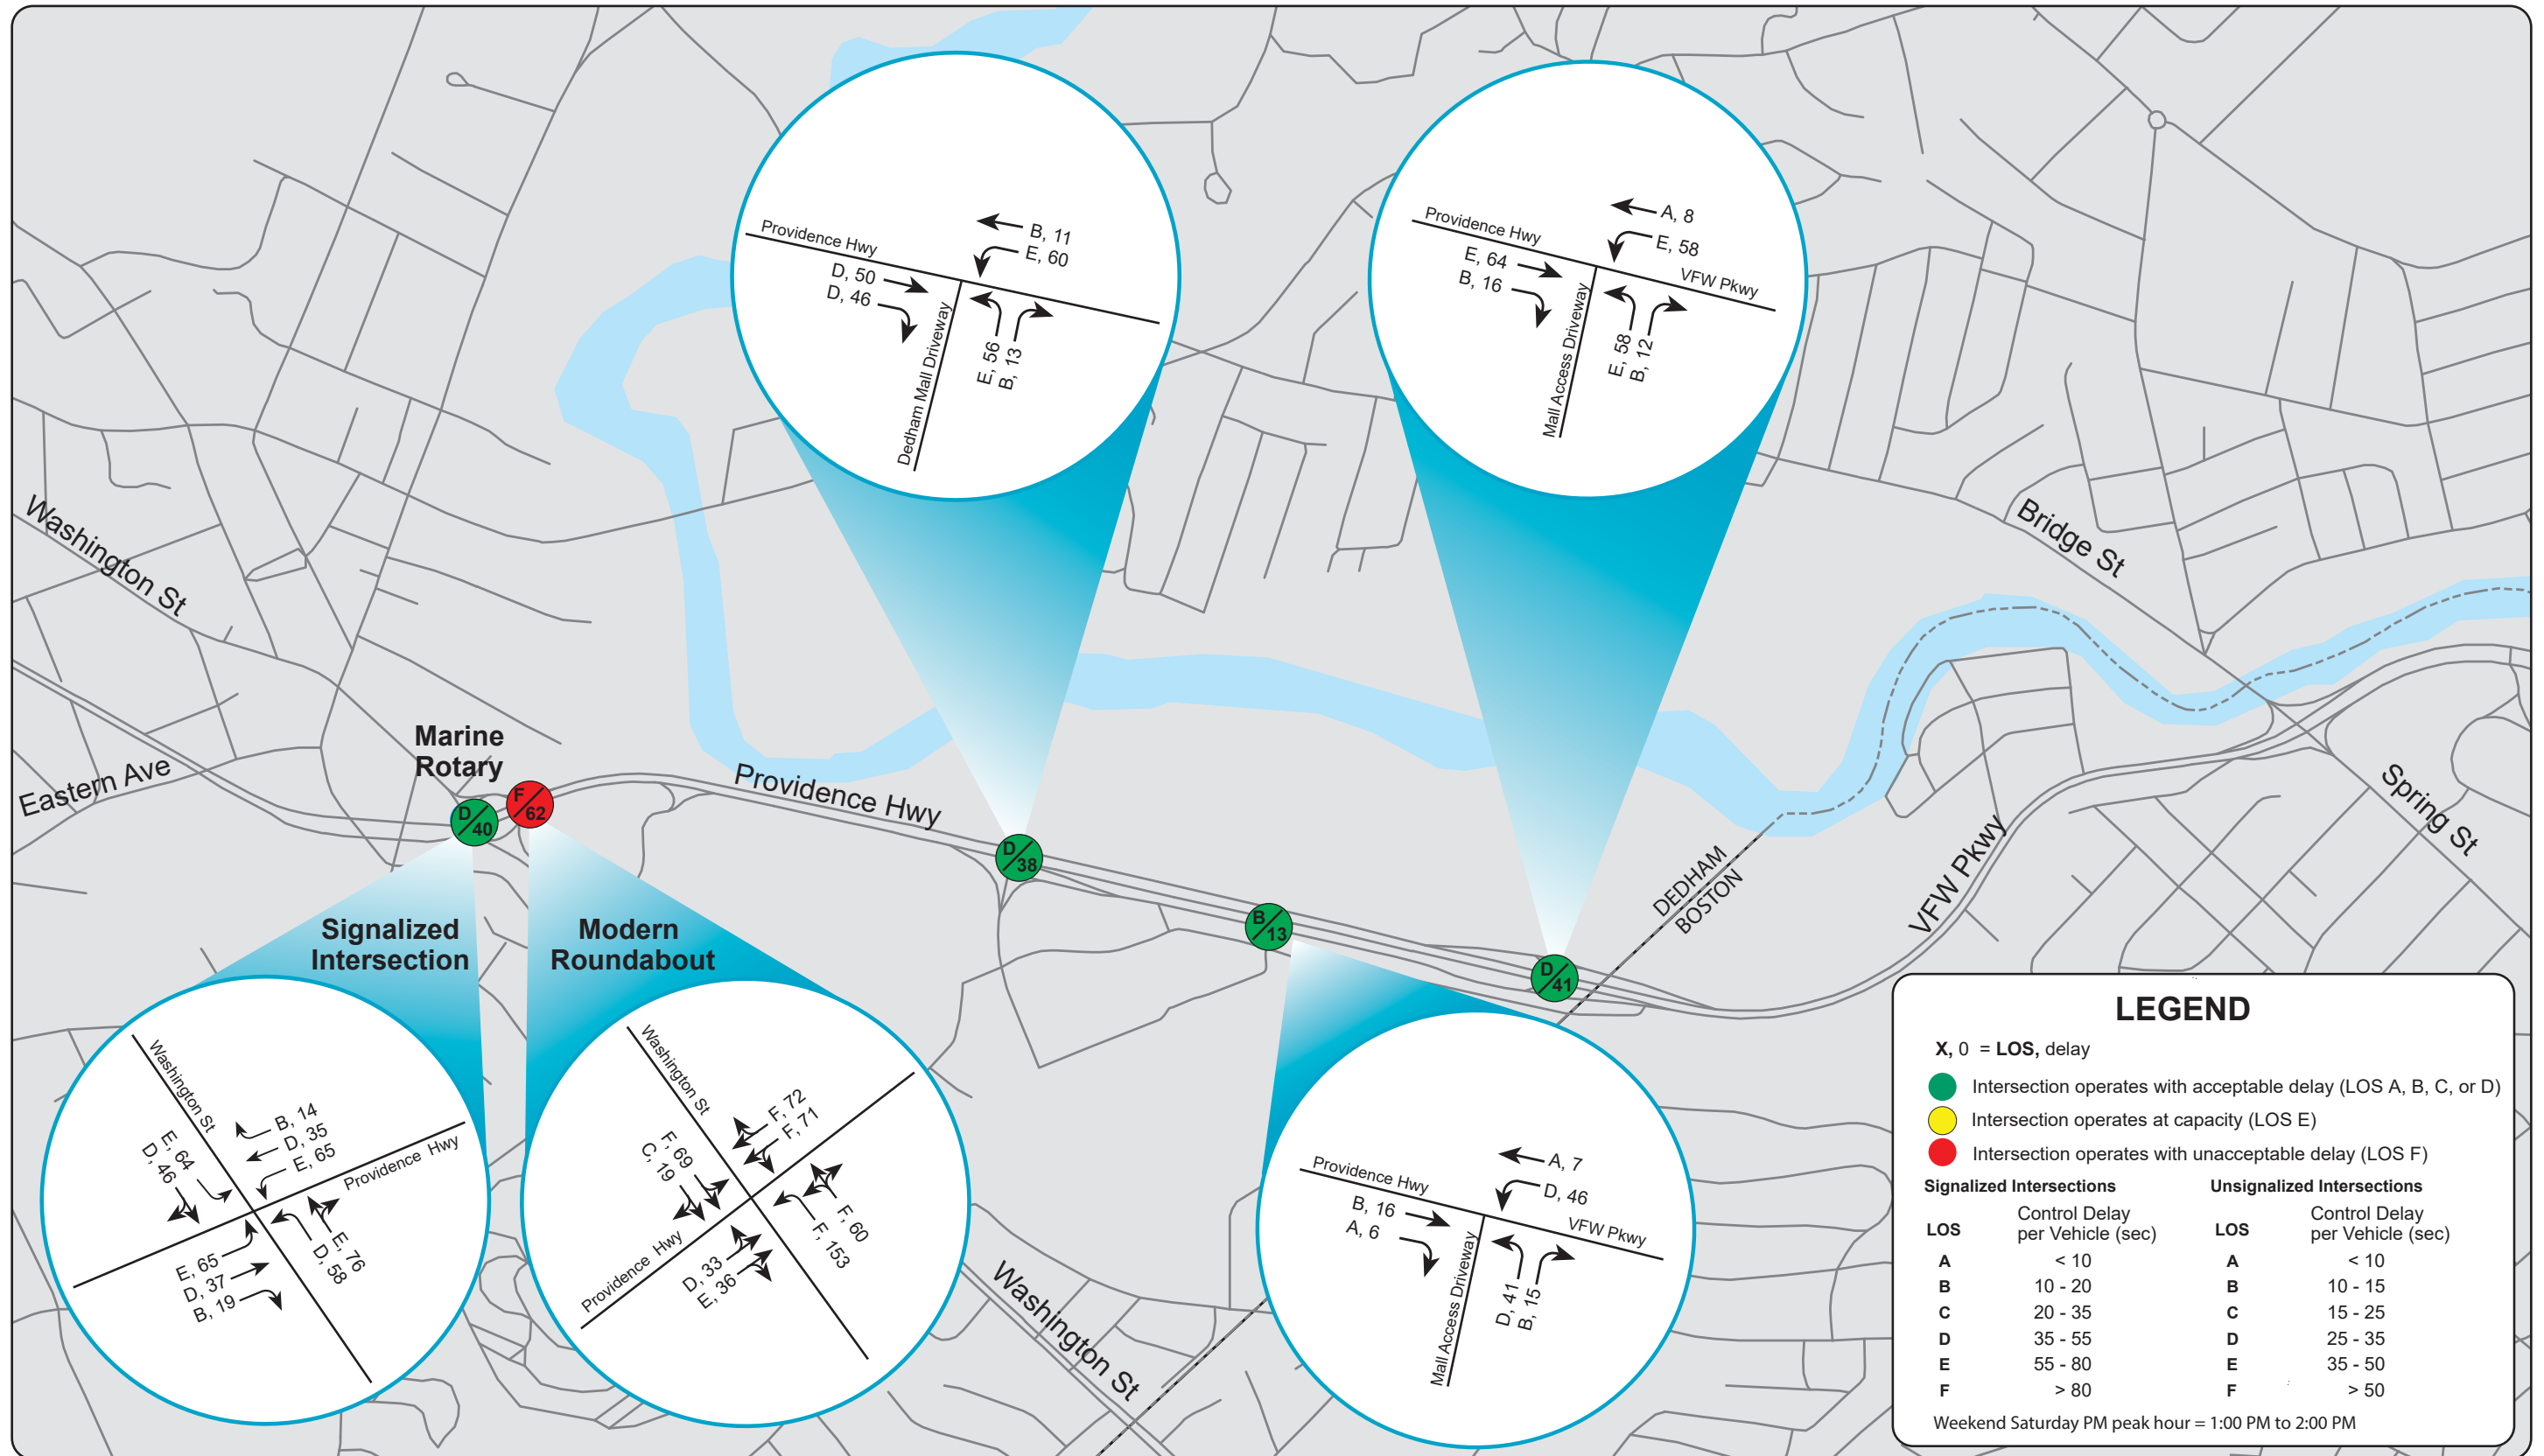 Providence Hwy
B, 11
E, 60
D, 50
D, 46
Dedham Mall Driveway
E, 56
B, 13
Providence Hwy
A, 8
E, 58
VFW Pkwy
E, 64
B, 16
Mall Access Driveway
E, 58
B, 12
Washington St
Bridge St
Eastern Ave
Marine
Rotary
D/40
F/62
Providence Hwy
D/38
B/13
D/41
DEDHAM
BOSTON
VFW Pkwy
Spring St
Signalized
Intersection
Modern
Roundabout
Washington St
B, 14
D, 35
E, 65
Providence Hwy
E, 64
D, 46
E, 76
D, 58
E, 65
D, 37
B, 19
Washington St
F, 72
F, 71
F, 69
C, 19
F, 60
F, 153
Providence Hwy
D, 33
E, 36
Washington St
Providence Hwy
A, 7
D, 46
VFW Pkwy
B, 16
A, 6
Mall Access Driveway
D, 41
B, 15
LEGEND
X, 0 = LOS, delay
Intersection operates with acceptable delay (LOS A, B, C, or D)
Intersection operates at capacity (LOS E)
Intersection operates with unacceptable delay (LOS F)
Signalized Intersections Unsignalized Intersections
LOS Control Delay per Vehicle (sec) LOS Control Delay per Vehicle (sec)
A < 10 A < 10
B 10 - 20 B 10 - 15
C 20 - 35 C 15 - 25
D 35 - 55 D 25 - 35
E 55 - 80 E 35 - 50
F > 80 F > 50
Weekend Saturday PM peak hour = 1:00 PM to 2:00 PM